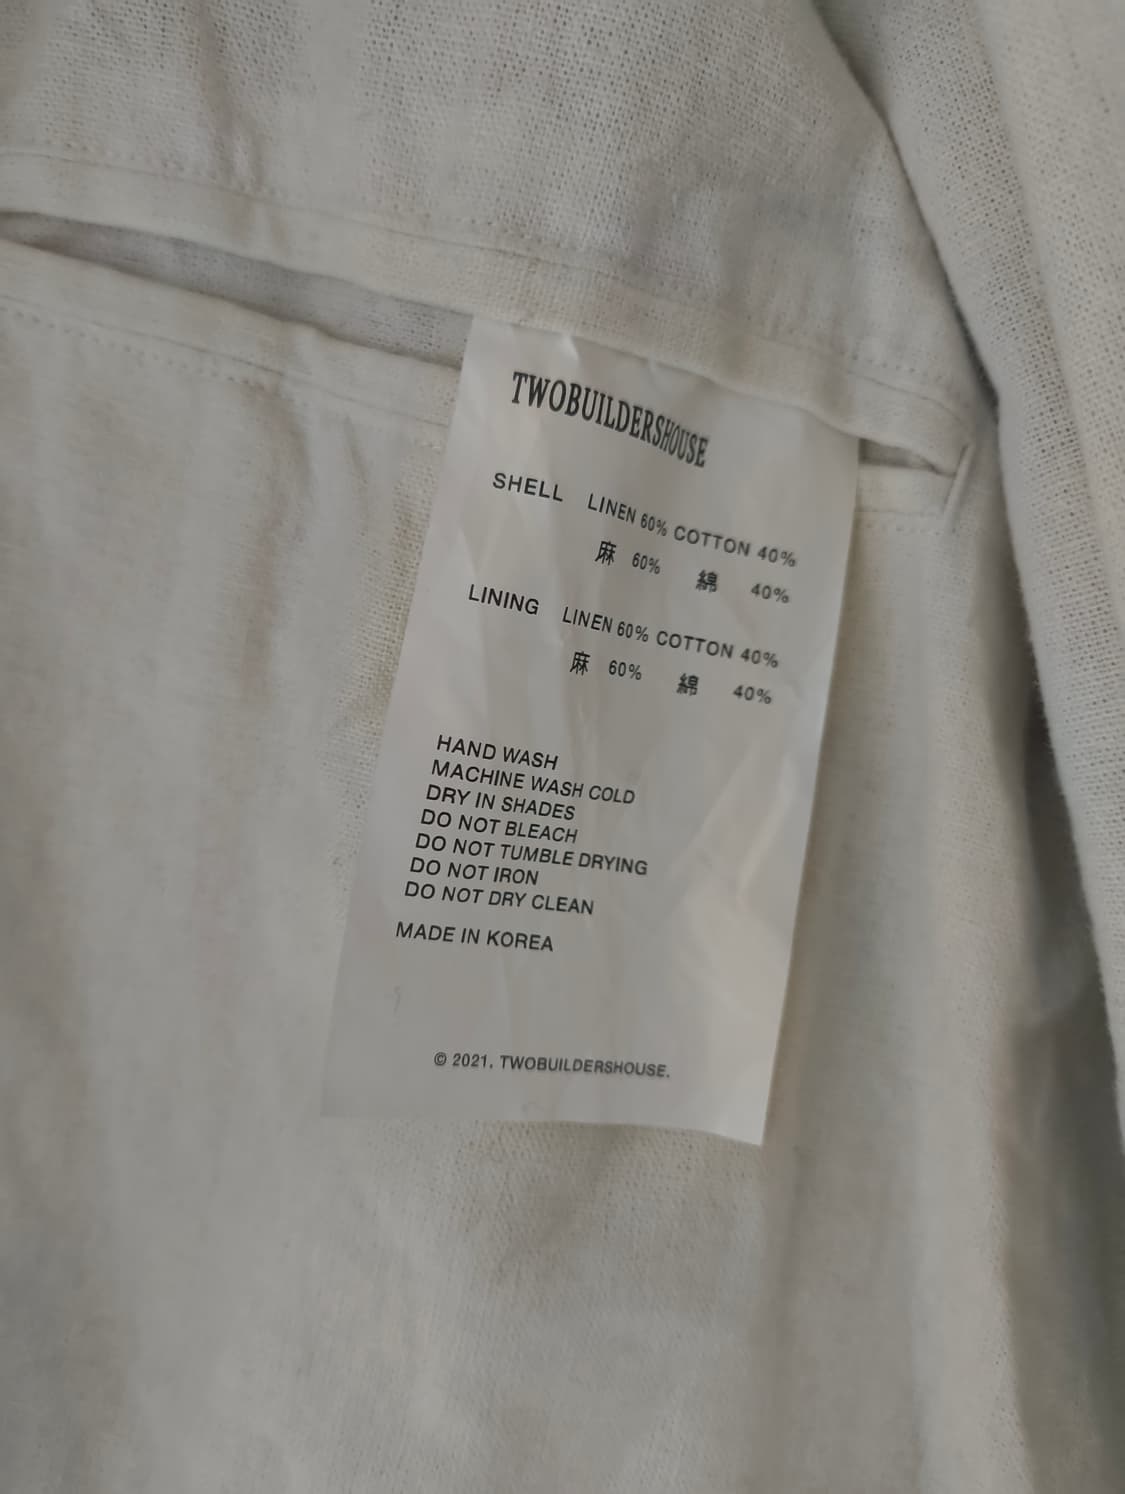 TWOBUILDERSHOUSE
SHELL LINEN 60% COTTON 40%
麻 60% 綿 40%
LINING LINEN 60% COTTON 40%
麻 60% 綿 40%
HAND WASH
MACHINE WASH COLD
DRY IN SHADES
DO NOT BLEACH
DO NOT TUMBLE DRYING
DO NOT IRON
DO NOT DRY CLEAN
MADE IN KOREA
© 2021. TWOBUILDERSHOUSE.